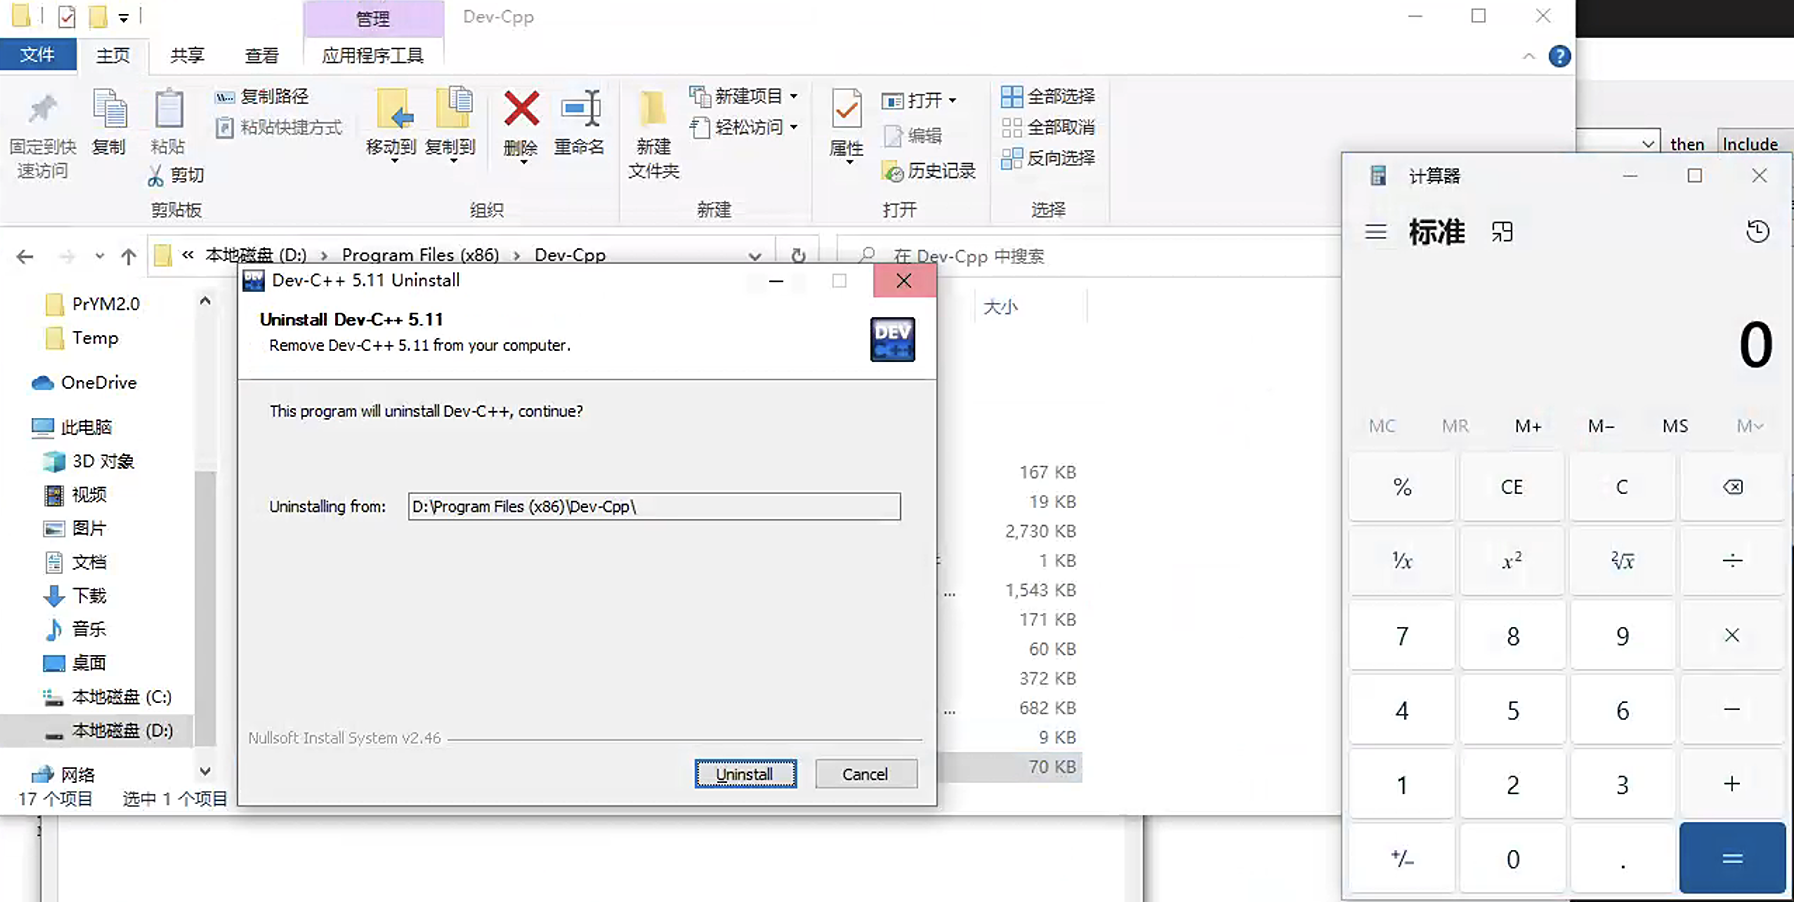 管理
Dev-Cpp
文件
主页
共享
查看
应用程序工具
固定到快
速访问
复制
粘贴
复制路径
粘贴快捷方式
剪切
剪贴板
移动到
复制到
删除
重命名
组织
新建
文件夹
新建项目
轻松访问
新建
属性
打开
编辑
历史记录
打开
全部选择
全部取消
反向选择
选择
then
Include
« 本地磁盘 (D:) › Program Files (x86) › Dev-Cpp
在 Dev-Cpp 中搜索
PrYM2.0
Temp
OneDrive
此电脑
3D 对象
视频
图片
文档
下载
音乐
桌面
本地磁盘 (C:)
本地磁盘 (D:)
网络
17 个项目
选中 1 个项目
大小
167 KB
19 KB
2,730 KB
1 KB
... 1,543 KB
171 KB
60 KB
372 KB
... 682 KB
9 KB
70 KB
Dev-C++ 5.11 Uninstall
Uninstall Dev-C++ 5.11
Remove Dev-C++ 5.11 from your computer.
DEV
C++
This program will uninstall Dev-C++, continue?
Uninstalling from: D:\Program Files (x86)\Dev-Cpp\
Nullsoft Install System v2.46
Uninstall
Cancel
计算器
标准
0
MC MR M+ M− MS M
% CE C
¹/x x² ²√x ÷
7 8 9 ×
4 5 6 −
1 2 3 +
+/− 0 . =